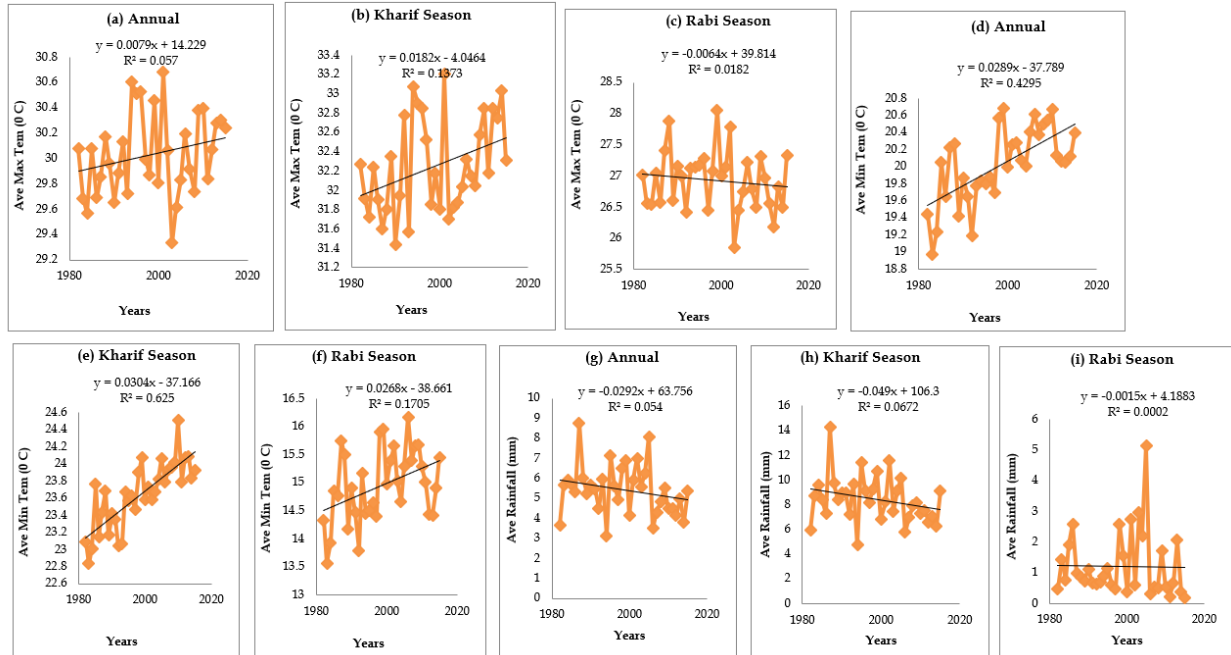 (a) Annual
y = 0.0079x + 14.229
R² = 0.057
Ave Max Tem (0 C)
30.8
30.6
30.4
30.2
30
29.8
29.6
29.4
29.2
1980
2000
2020
Years
(b) Kharif Season
y = 0.0182x - 4.0464
R² = 0.1373
Ave Max Tem (0 C)
33.4
33.2
33
32.8
32.6
32.4
32.2
32
31.8
31.6
31.4
31.2
1980
2000
2020
Years
(c) Rabi Season
y = -0.0064x + 39.814
R² = 0.0182
Ave Max Tem (0 C)
28.5
28
27.5
27
26.5
26
25.5
1980
2000
2020
Years
(d) Annual
y = 0.0289x - 37.789
R² = 0.4295
Ave Min Tem (0 C)
20.8
20.6
20.4
20.2
20
19.8
19.6
19.4
19.2
19
18.8
1980
2000
2020
Years
(e) Kharif Season
y = 0.0304x - 37.166
R² = 0.625
Ave Min Tem (0 C)
24.6
24.4
24.2
24
23.8
23.6
23.4
23.2
23
22.8
22.6
1980
2000
2020
Years
(f) Rabi Season
y = 0.0268x - 38.661
R² = 0.1705
Ave Min Tem (0 C)
16.5
16
15.5
15
14.5
14
13.5
13
1980
2000
2020
Years
(g) Annual
y = -0.0292x + 63.756
R² = 0.054
Ave Rainfall (mm)
10
9
8
7
6
5
4
3
2
1
0
1980
2000
2020
Years
(h) Kharif Season
y = -0.049x + 106.3
R² = 0.0672
Ave Rainfall (mm)
16
14
12
10
8
6
4
2
0
1980
2000
2020
Years
(i) Rabi Season
y = -0.0015x + 4.1883
R² = 0.0002
Ave Rainfall (mm)
6
5
4
3
2
1
0
1980
2000
2020
Years